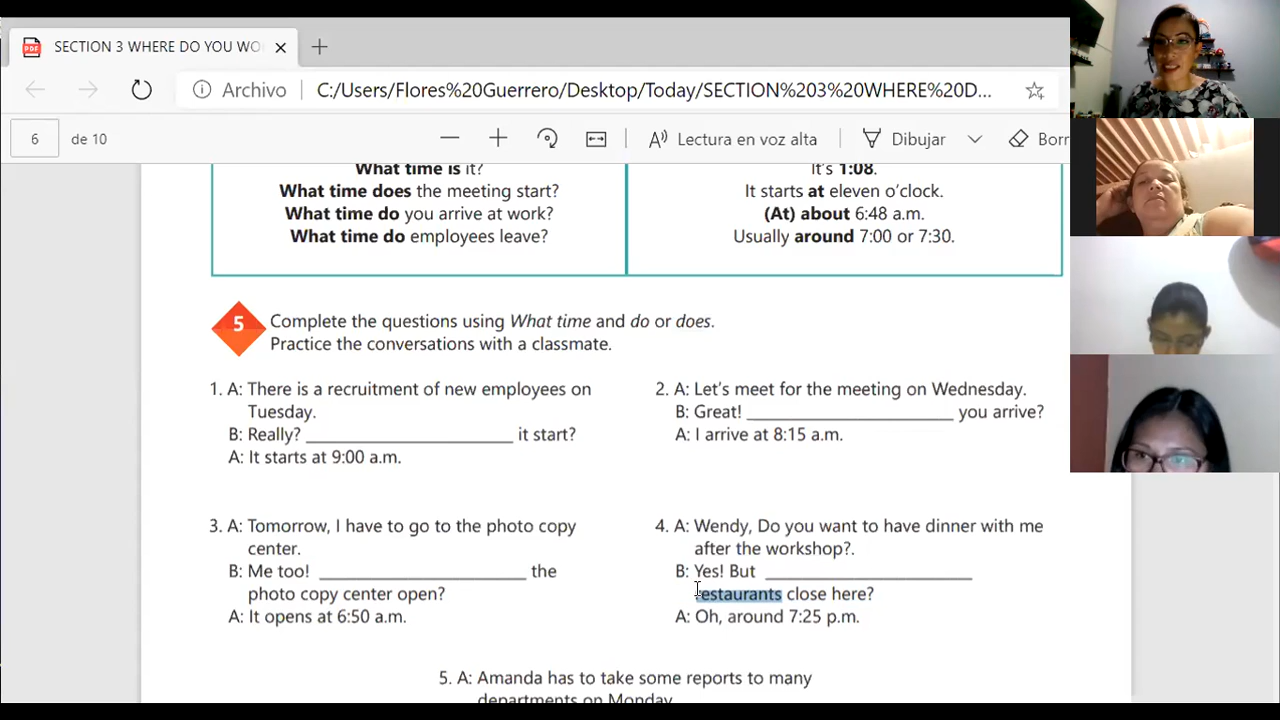 SECTION 3 WHERE DO YOU WO
Archivo
C:/Users/Flores%20Guerrero/Desktop/Today/SECTION%203%20WHERE%20D...
6 de 10
Lectura en voz alta
Dibujar
Borr
What time is it?
What time does the meeting start?
What time do you arrive at work?
What time do employees leave?
It's 1:08.
It starts at eleven o'clock.
(At) about 6:48 a.m.
Usually around 7:00 or 7:30.
5
Complete the questions using What time and do or does.
Practice the conversations with a classmate.
1. A: There is a recruitment of new employees on
Tuesday.
B: Really? ______________________ it start?
A: It starts at 9:00 a.m.
2. A: Let's meet for the meeting on Wednesday.
B: Great! ______________________ you arrive?
A: I arrive at 8:15 a.m.
3. A: Tomorrow, I have to go to the photo copy
center.
B: Me too! ______________________ the
photo copy center open?
A: It opens at 6:50 p.m.
4. A: Wendy, Do you want to have dinner with me
after the workshop?.
B: Yes! But ______________________
restaurants close here?
A: Oh, around 7:25 p.m.
5. A: Amanda has to take some reports to many
departments on Monday.